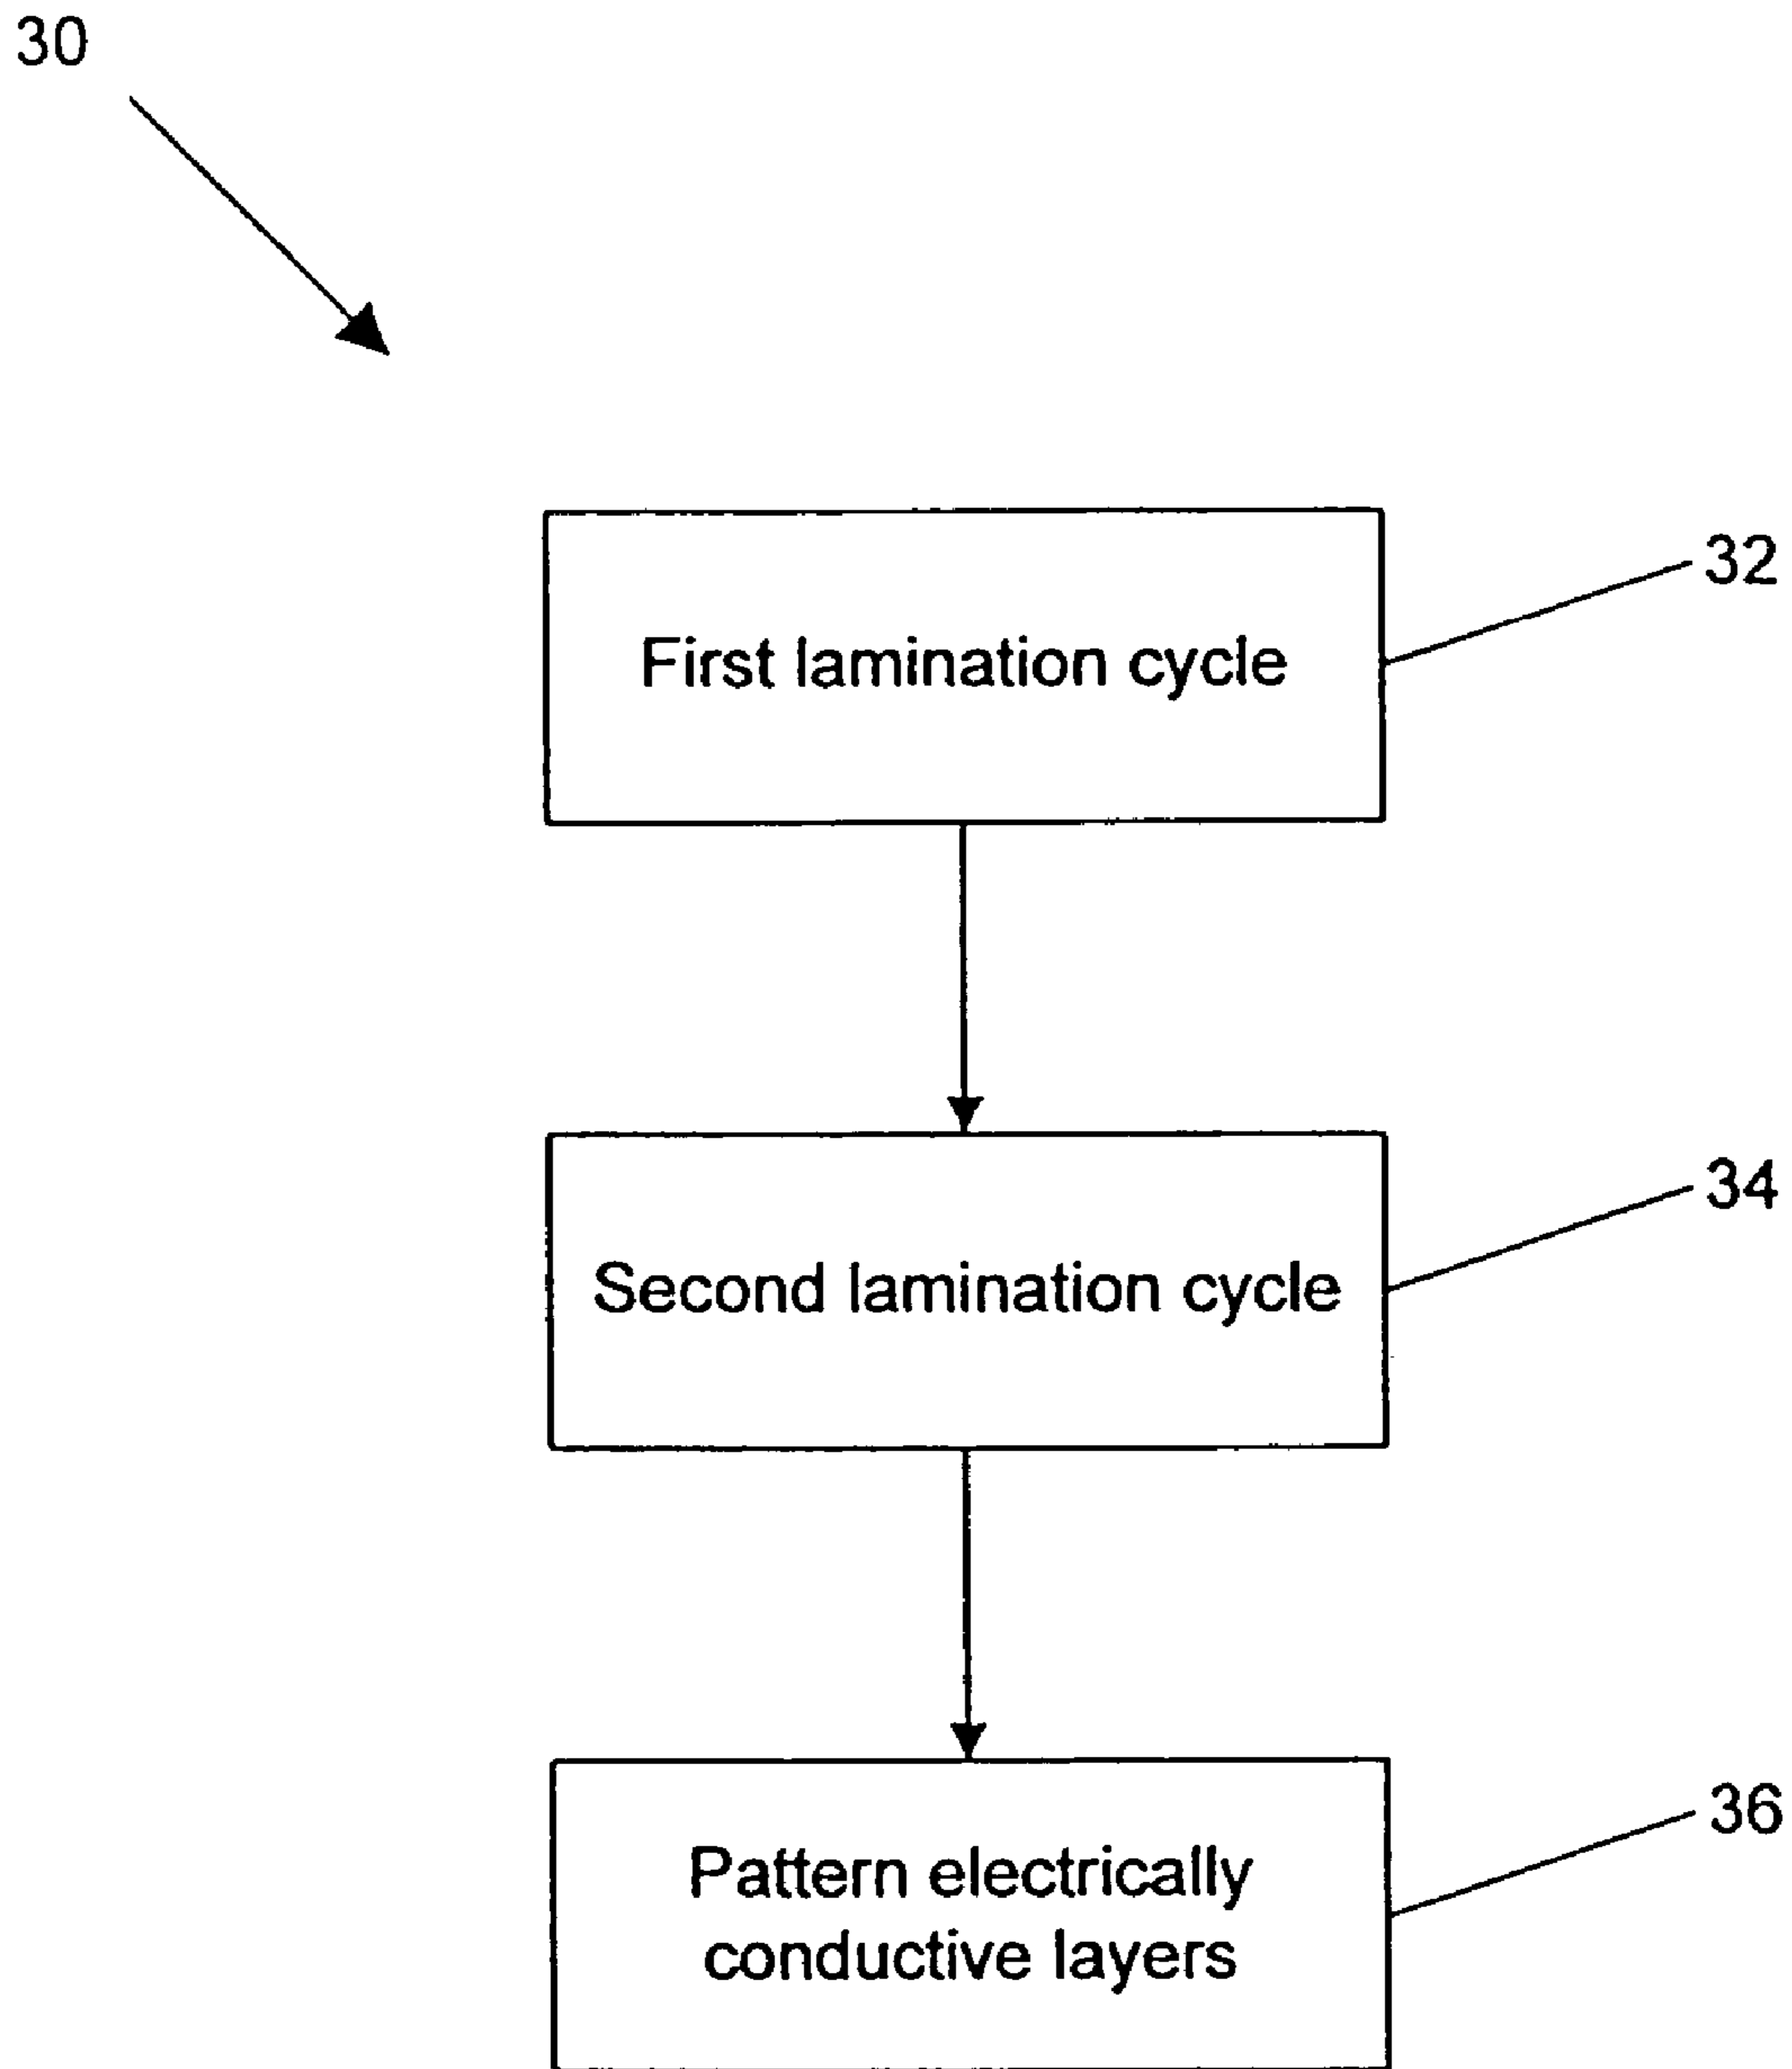 30
32
First lamination cycle
34
Second lamination cycle
36
Pattern electrically
conductive layers